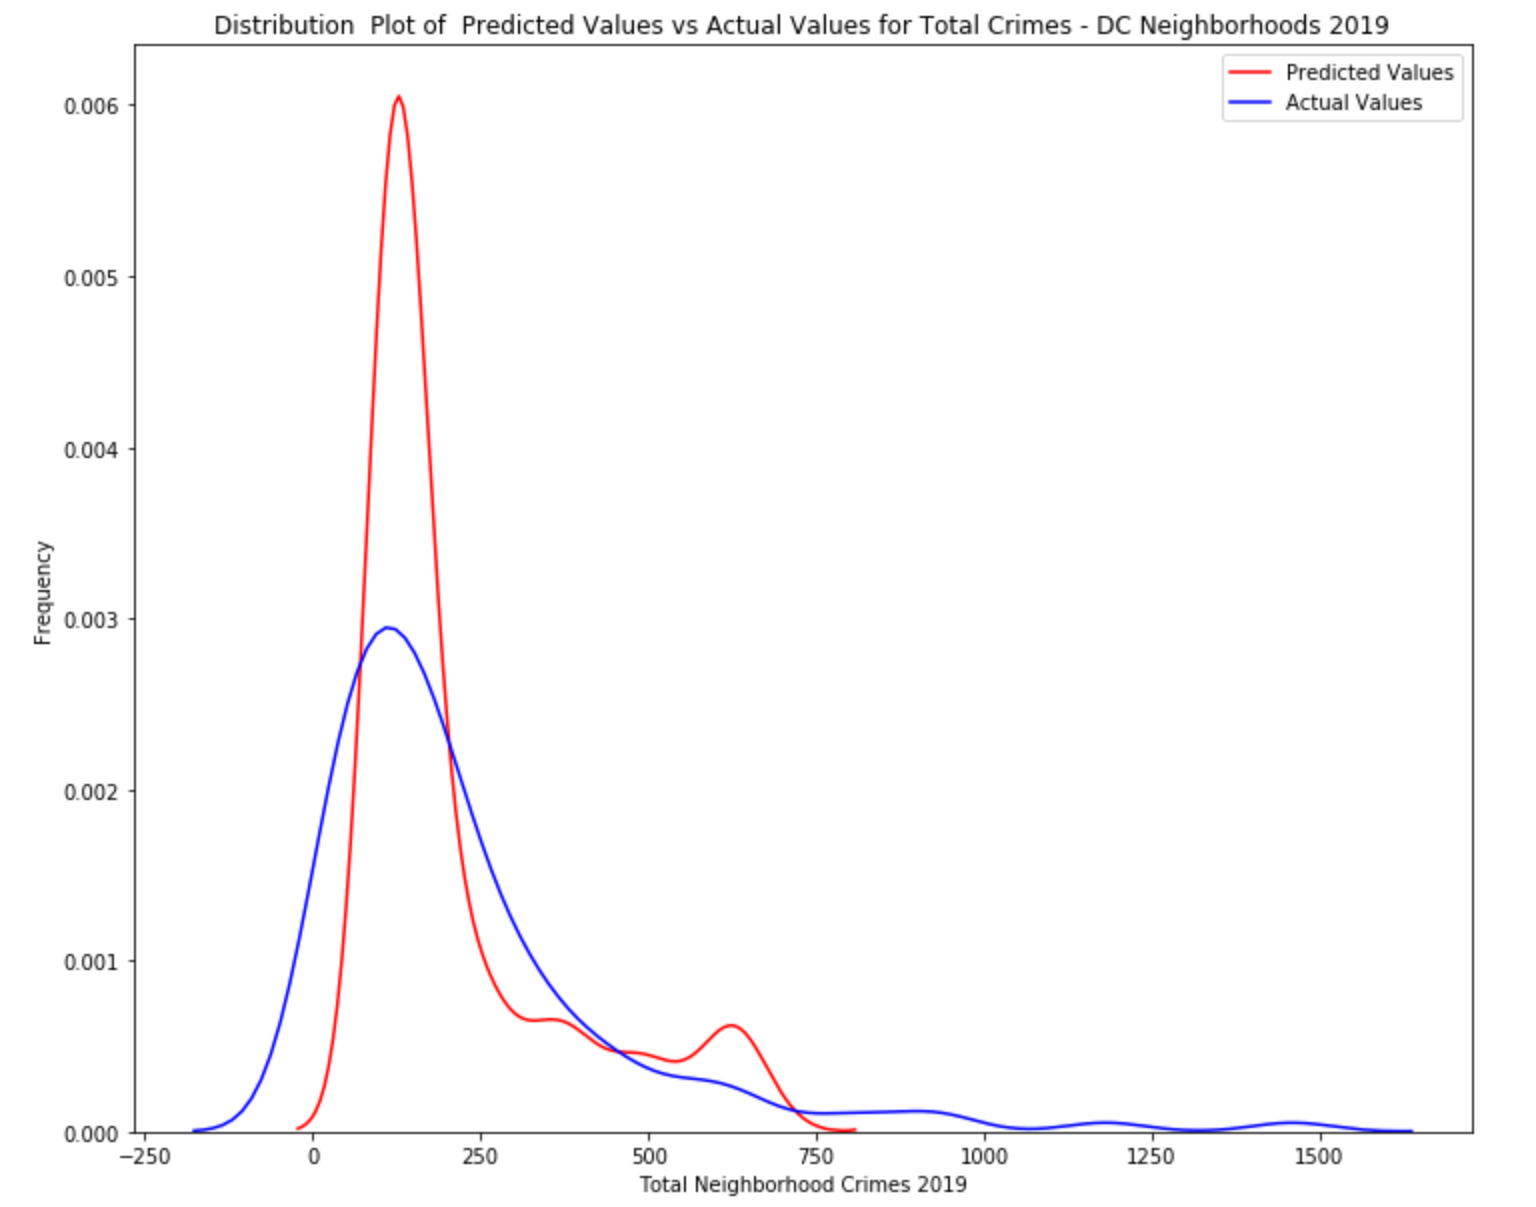 Distribution  Plot of  Predicted Values vs Actual Values for Total Crimes - DC Neighborhoods 2019
Predicted Values
Actual Values
0.006
0.005
0.004
0.003
0.002
0.001
0.000
Frequency
−250 0 250 500 750 1000 1250 1500
Total Neighborhood Crimes 2019